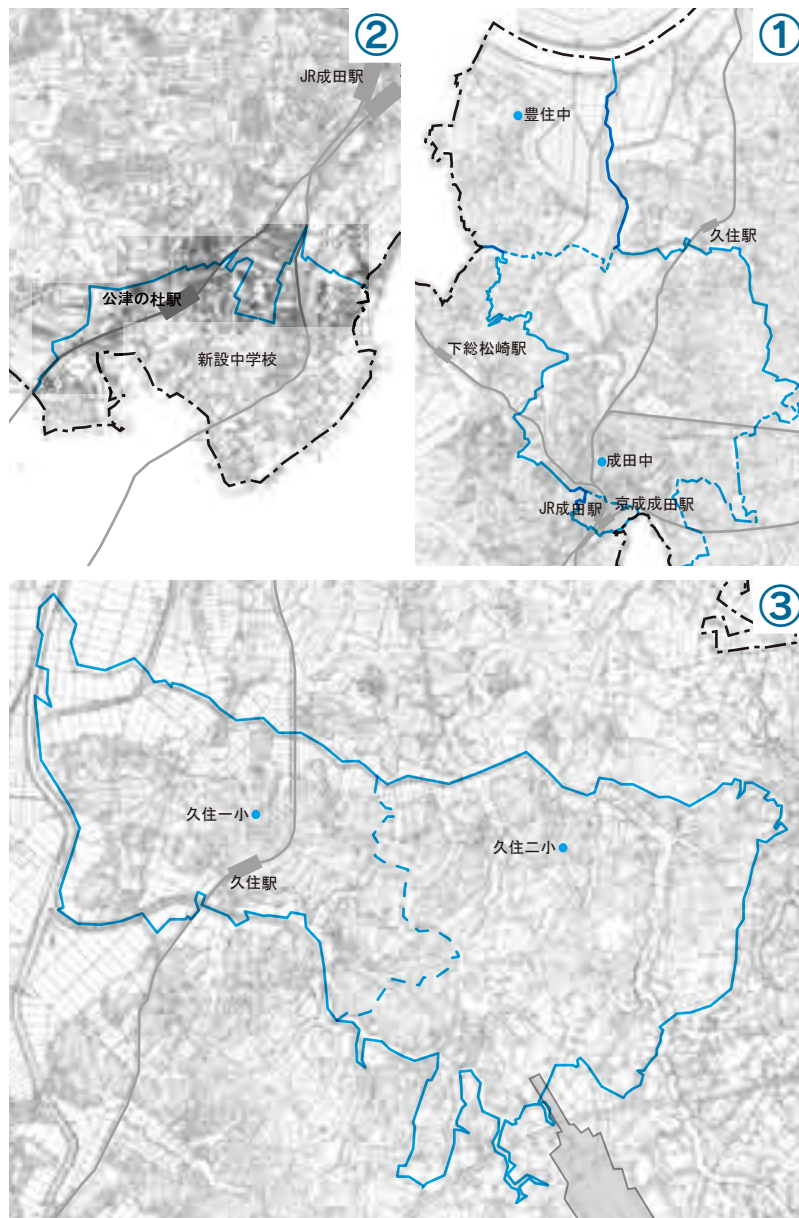 ②
JR成田駅
公津の杜駅
新設中学校
①
豊住中
久住駅
下総松崎駅
成田中
JR成田駅
京成成田駅
③
久住一小
久住駅
久住二小